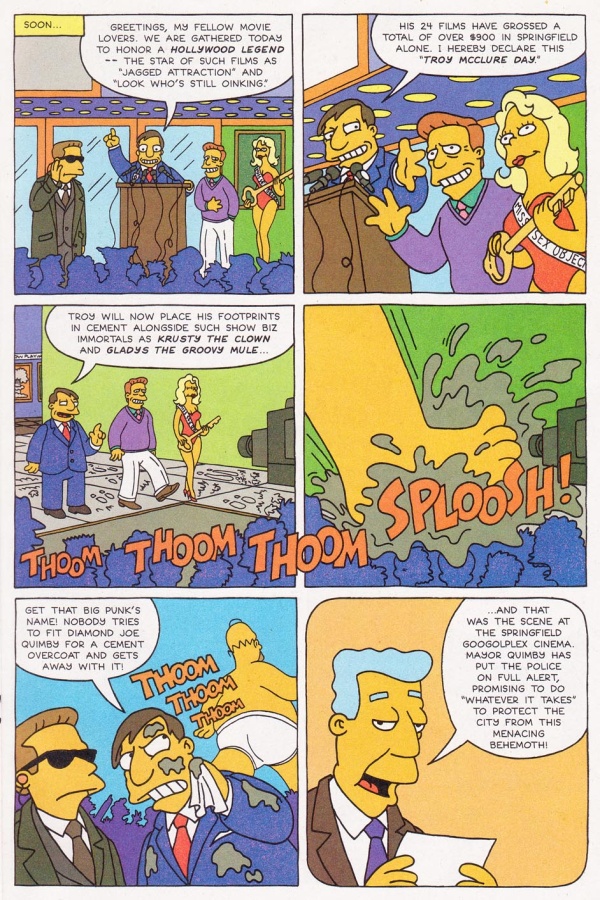 SOON...
GREETINGS, MY FELLOW MOVIE
LOVERS. WE ARE GATHERED TODAY
TO HONOR A HOLLYWOOD LEGEND
-- THE STAR OF SUCH FILMS AS
"JAGGED ATTRACTION" AND
"LOOK WHO'S STILL OINKING."
HIS 24 FILMS HAVE GROSSED A
TOTAL OF OVER $900 IN SPRINGFIELD
ALONE. I HEREBY DECLARE THIS
"TROY MCCLURE DAY."
MISS SEX OBJECT
TROY WILL NOW PLACE HIS FOOTPRINTS
IN CEMENT ALONGSIDE SUCH SHOW BIZ
IMMORTALS AS KRUSTY THE CLOWN
AND GLADYS THE GROOVY MULE...
THOOM THOOM THOOM
SPLOOSH!
GET THAT BIG PUNK'S
NAME! NOBODY TRIES
TO FIT DIAMOND JOE
QUIMBY FOR A CEMENT
OVERCOAT AND GETS
AWAY WITH IT!
THOOM
THOOM
THOOM
...AND THAT
WAS THE SCENE AT
THE SPRINGFIELD
GOOGOLPLEX CINEMA.
MAYOR QUIMBY HAS
PUT THE POLICE
ON FULL ALERT,
PROMISING TO DO
"WHATEVER IT TAKES"
TO PROTECT THE
CITY FROM THIS
MENACING
BEHEMOTH!